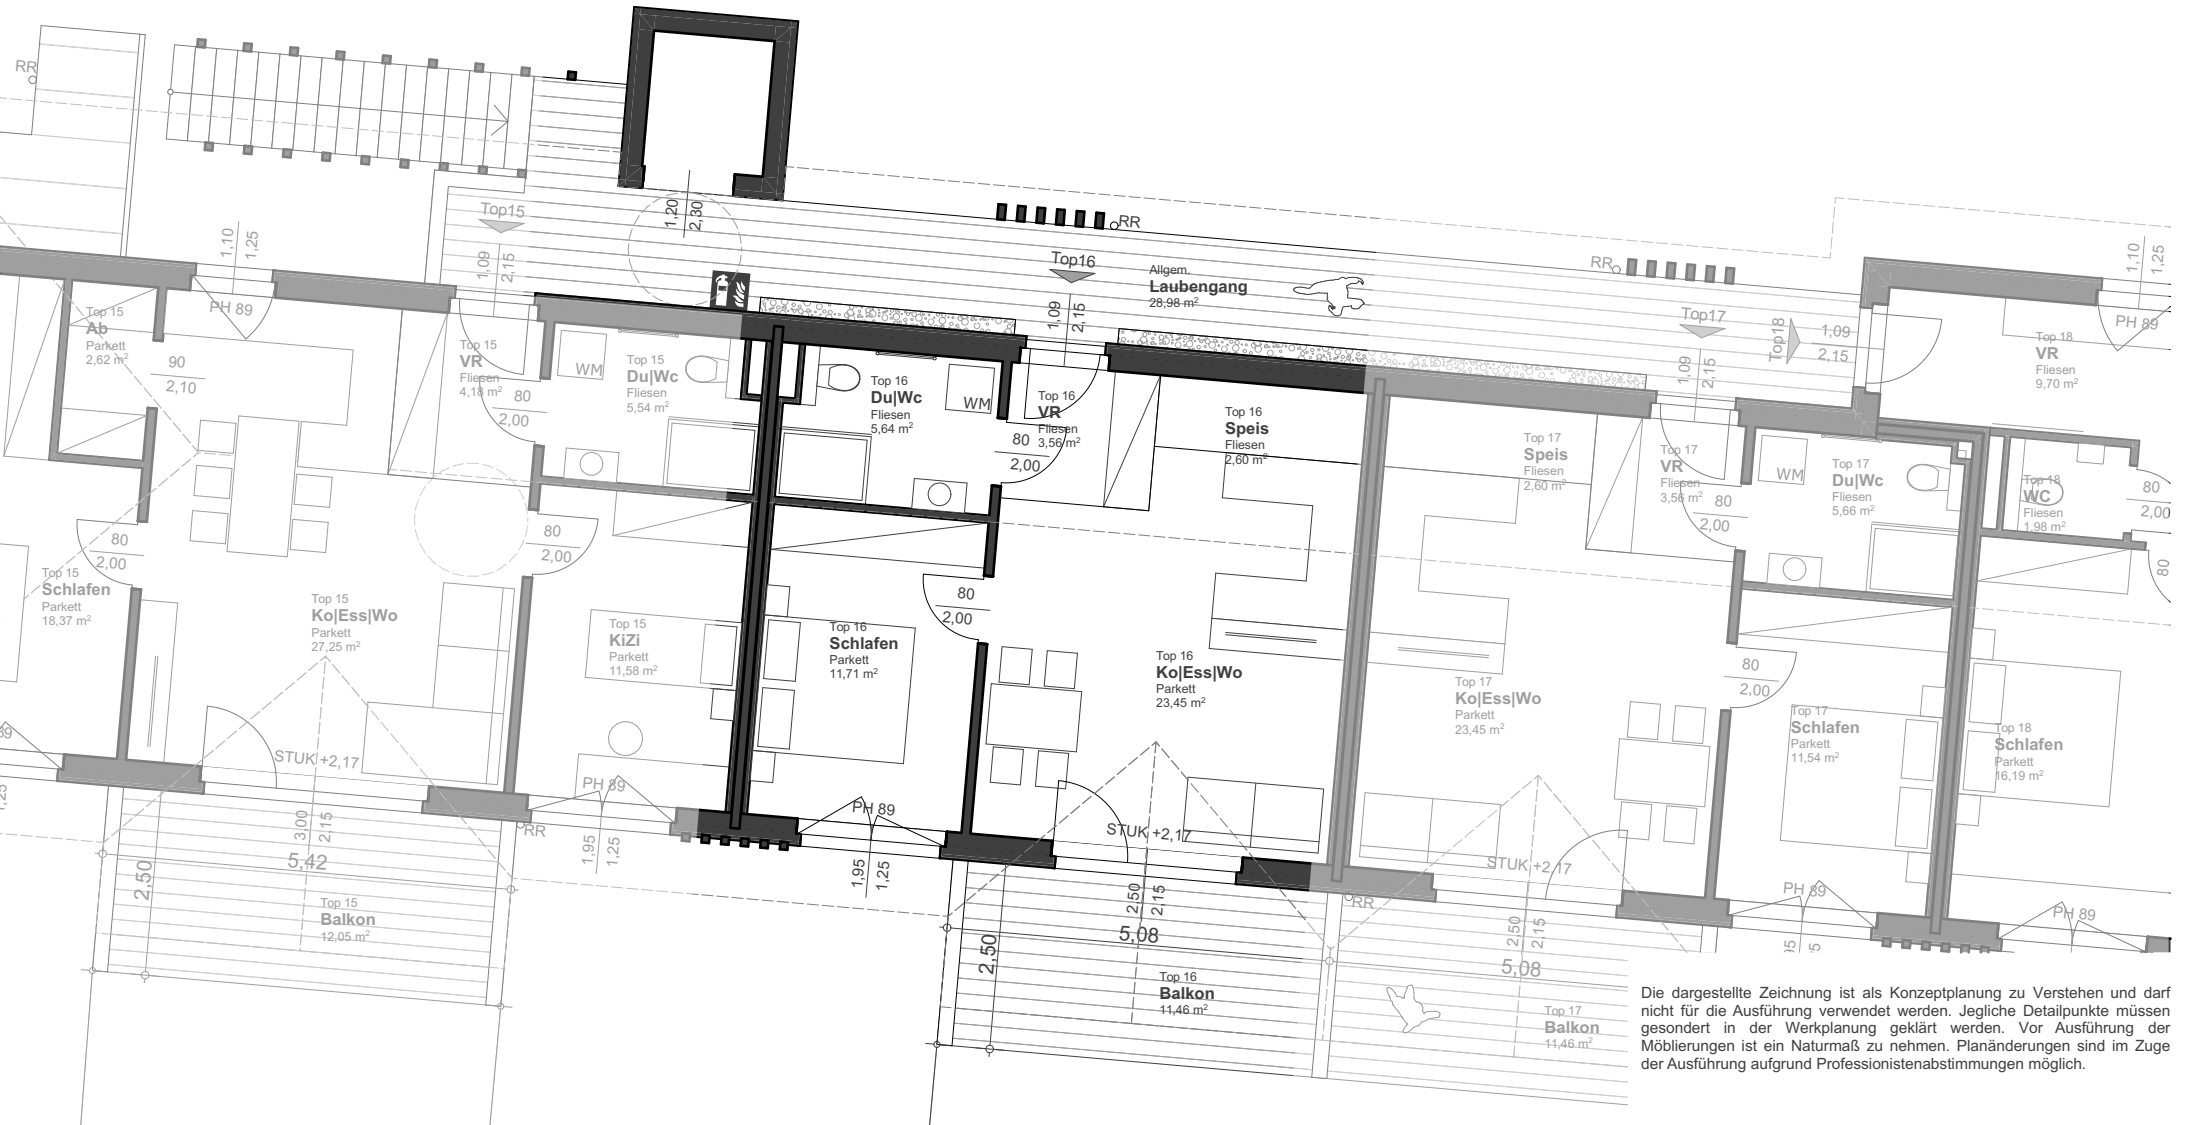 RR
1,10
1,25
Top15
1,09
2,15
1,20
2,30
RR
Top16
1,09
2,15
Allgem.
Laubengang
28,98 m²
RR
Top17
1,09
2,15
Top18
1,09
2,15
1,10
1,25
PH 89
Top 15
Ab
Parkett
2,62 m²
PH 89
90
2,10
Top 15
VR
Fliesen
4,18 m²
80
2,00
WM
Top 15
Du|Wc
Fliesen
5,54 m²
Top 16
Du|Wc
Fliesen
5,64 m²
WM
Top 16
VR
Fliesen
3,56 m²
80
2,00
Top 16
Speis
Fliesen
2,60 m²
Top 17
Speis
Fliesen
2,60 m²
Top 17
VR
Fliesen
3,56 m²
80
2,00
WM
Top 17
Du|Wc
Fliesen
5,66 m²
Top 18
VR
Fliesen
9,70 m²
Top 18
WC
Fliesen
1,98 m²
80
2,00
80
80
2,00
Top 15
Schlafen
Parkett
18,37 m²
Top 15
Ko|Ess|Wo
Parkett
27,25 m²
80
2,00
Top 15
KiZi
Parkett
11,58 m²
Top 16
Schlafen
Parkett
11,71 m²
80
2,00
Top 16
Ko|Ess|Wo
Parkett
23,45 m²
Top 17
Ko|Ess|Wo
Parkett
23,45 m²
80
2,00
Top 17
Schlafen
Parkett
11,54 m²
Top 18
Schlafen
Parkett
16,19 m²
STUK +2,17
PH 89
PH 89
STUK +2,17
STUK +2,17
PH 89
PH 89
3,00
2,15
RR
1,95
1,25
1,95
1,25
2,50
2,15
RR
2,50
2,15
5,42
2,50
Top 15
Balkon
12,05 m²
5,08
2,50
Top 16
Balkon
11,46 m²
5,08
Top 17
Balkon
11,46 m²
Die dargestellte Zeichnung ist als Konzeptplanung zu Verstehen und darf
nicht für die Ausführung verwendet werden. Jegliche Detailpunkte müssen
gesondert in der Werkplanung geklärt werden. Vor Ausführung der
Möblierungen ist ein Naturmaß zu nehmen. Planänderungen sind im Zuge
der Ausführung aufgrund Professionistenabstimmungen möglich.